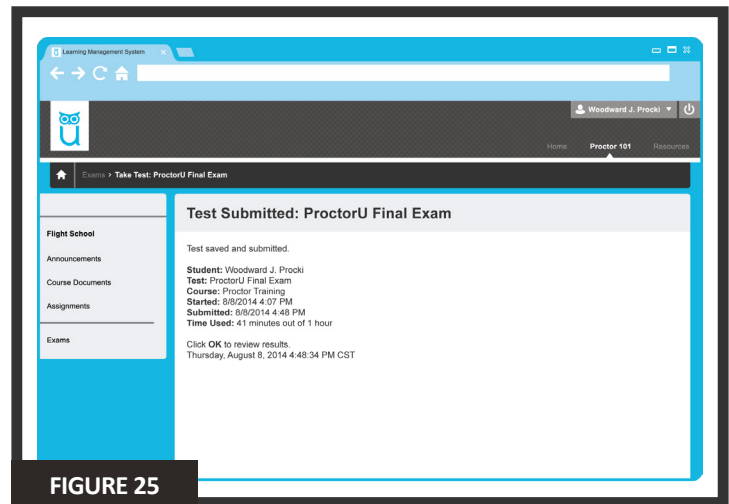 Learning Management System
Woodward J. Procki
Home Proctor 101 Resources
Exams > Take Test: ProctorU Final Exam
Test Submitted: ProctorU Final Exam
Flight School
Announcements
Course Documents
Assignments
Exams
Test saved and submitted.
Student: Woodward J. Procki
Test: ProctorU Final Exam
Course: Proctor Training
Started: 8/8/2014 4:07 PM
Submitted: 8/8/2014 4:48 PM
Time Used: 41 minutes out of 1 hour
Click OK to review results.
Thursday, August 8, 2014 4:48:34 PM CST
FIGURE 25